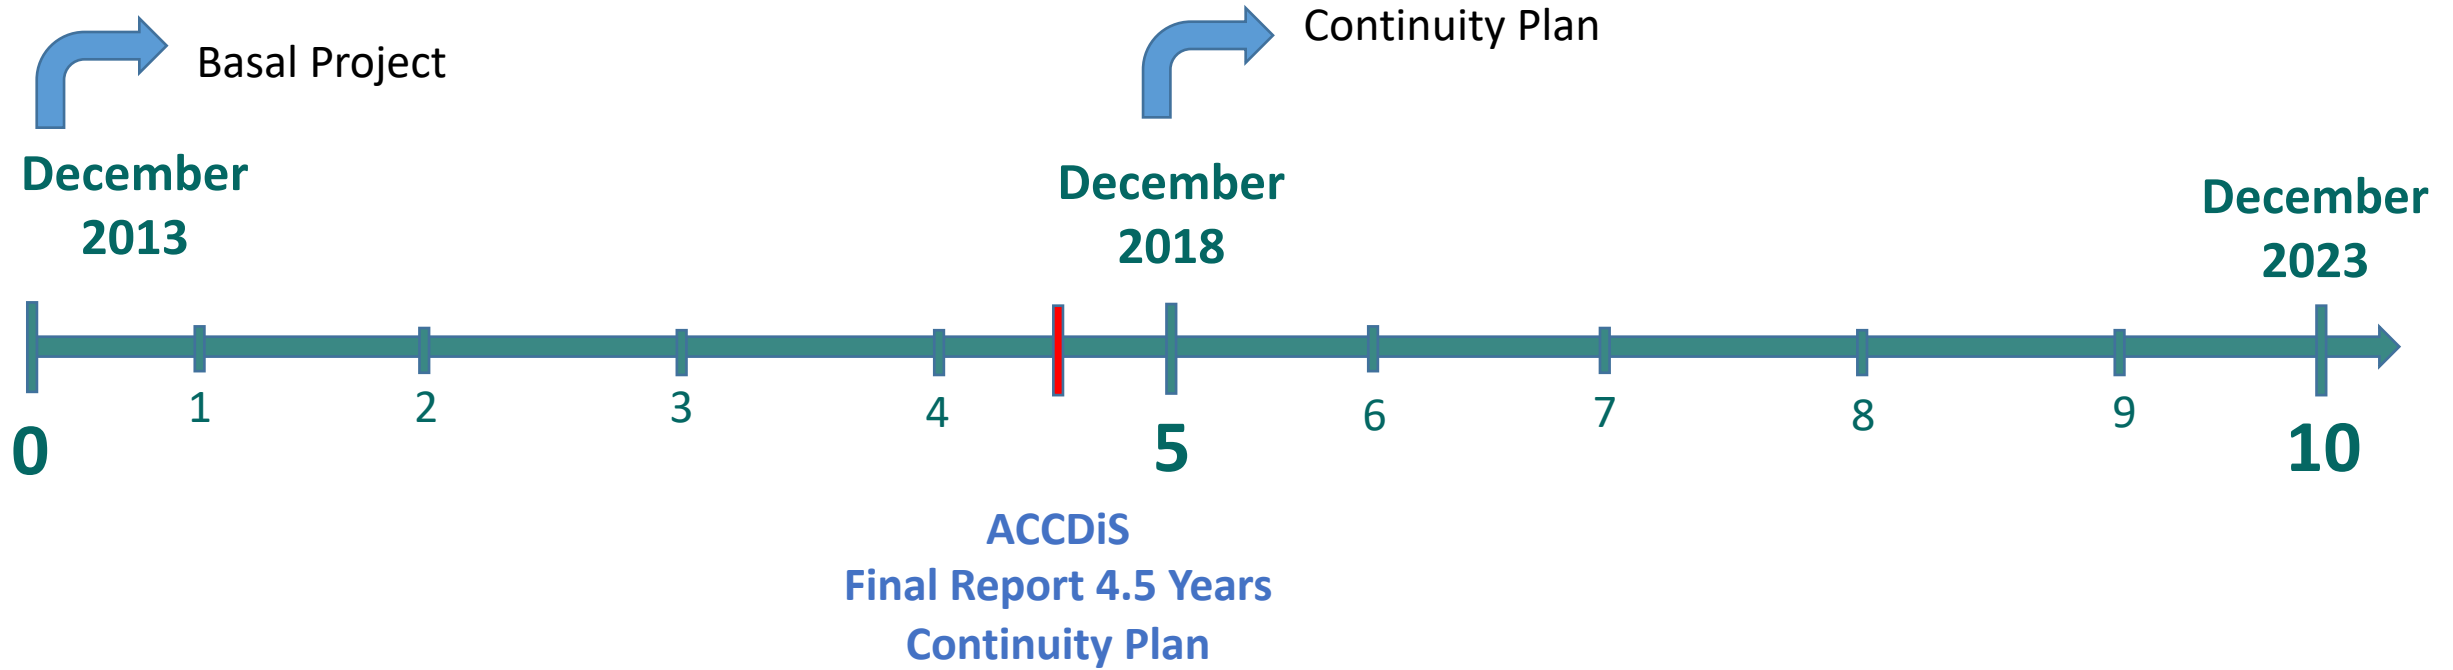 Basal Project
Continuity Plan
December
2013
December
2018
December
2023
0
1
2
3
4
5
6
7
8
9
10
ACCDiS
Final Report 4.5 Years
Continuity Plan